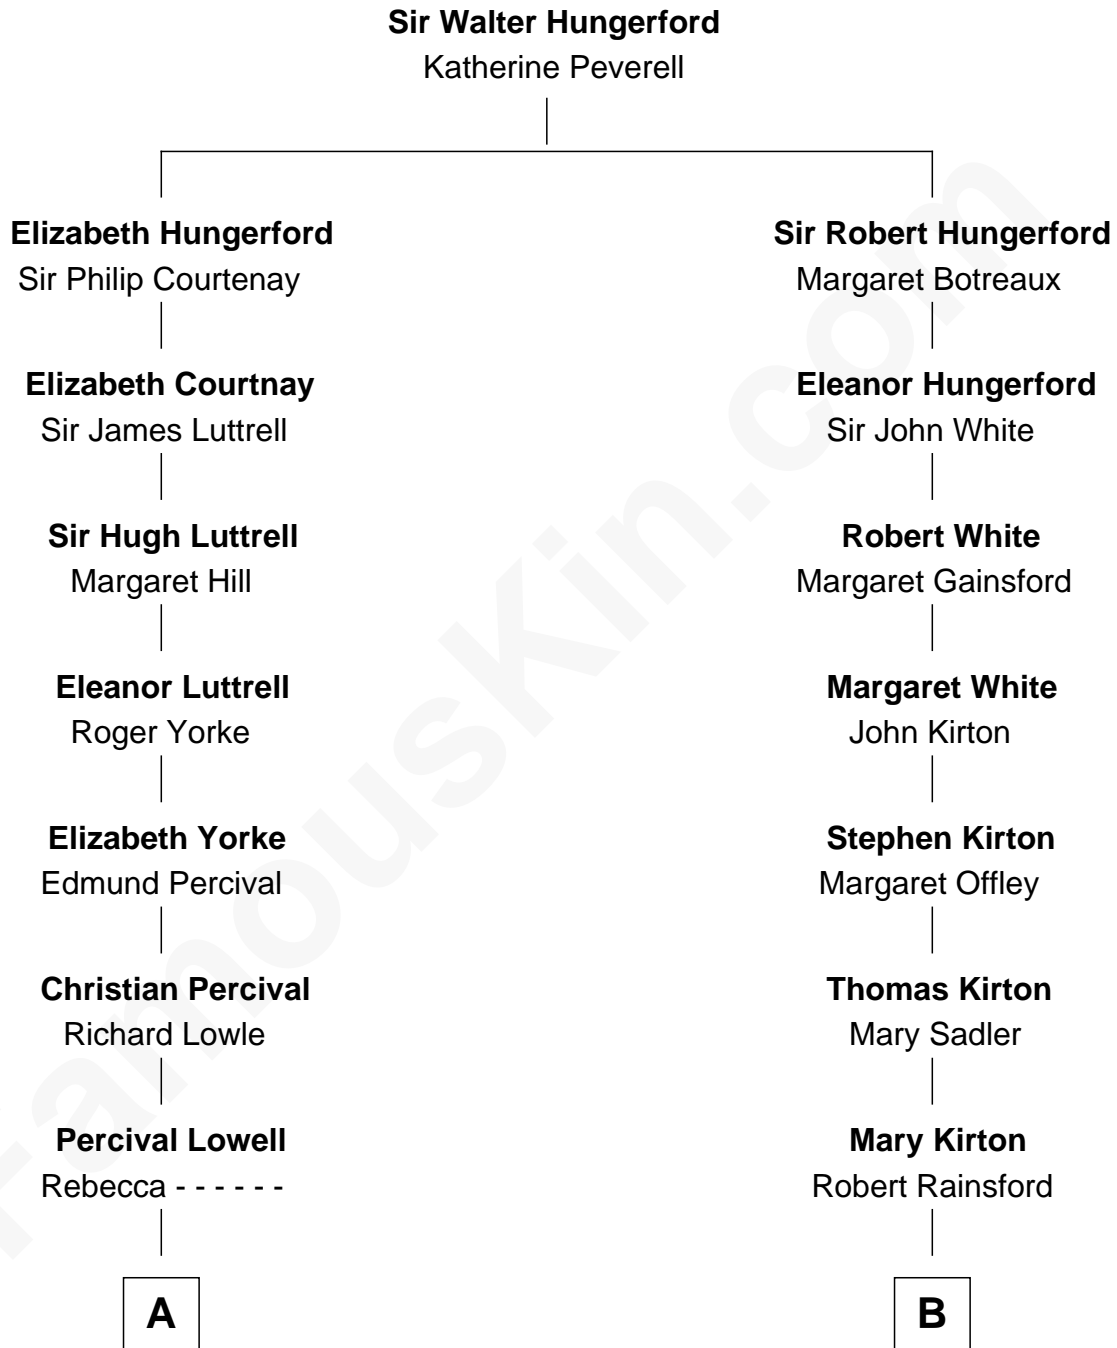 Sir Walter Hungerford
Katherine Peverell
Elizabeth Hungerford
Sir Philip Courtenay
Sir Robert Hungerford
Margaret Botreaux
Elizabeth Courtnay
Sir James Luttrell
Eleanor Hungerford
Sir John White
Sir Hugh Luttrell
Margaret Hill
Robert White
Margaret Gainsford
Eleanor Luttrell
Roger Yorke
Margaret White
John Kirton
Elizabeth Yorke
Edmund Percival
Stephen Kirton
Margaret Offley
Christian Percival
Richard Lowle
Thomas Kirton
Mary Sadler
Percival Lowell
Rebecca - - - - - -
Mary Kirton
Robert Rainsford
A
B
FamousKin.com